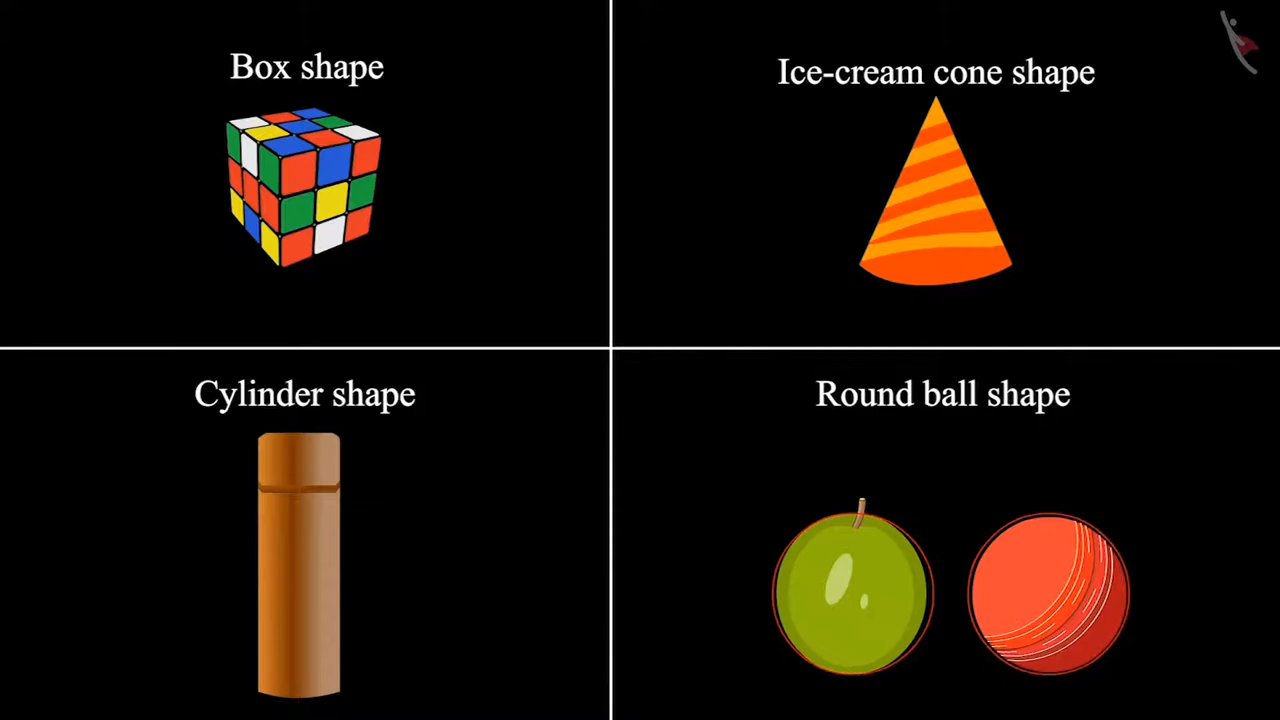 Box shape
Ice-cream cone shape
Cylinder shape
Round ball shape